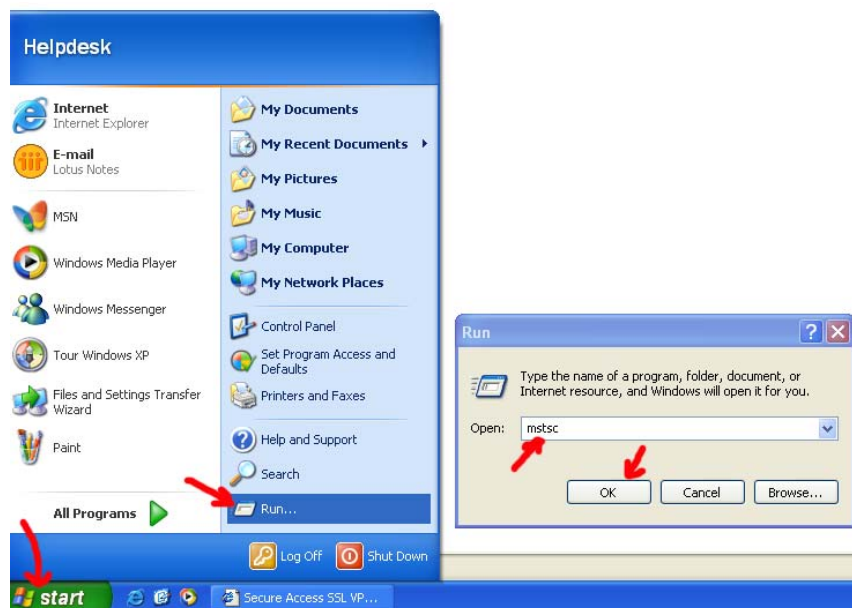 Helpdesk
Internet
Internet Explorer
E-mail
Lotus Notes
MSN
Windows Media Player
Windows Messenger
Tour Windows XP
Files and Settings Transfer
Wizard
Paint
All Programs
My Documents
My Recent Documents
My Pictures
My Music
My Computer
My Network Places
Control Panel
Set Program Access and
Defaults
Printers and Faxes
Help and Support
Search
Run...
Log Off
Shut Down
start
Secure Access SSL VP...
Run
Type the name of a program, folder, document, or
Internet resource, and Windows will open it for you.
Open: mstsc
OK Cancel Browse...